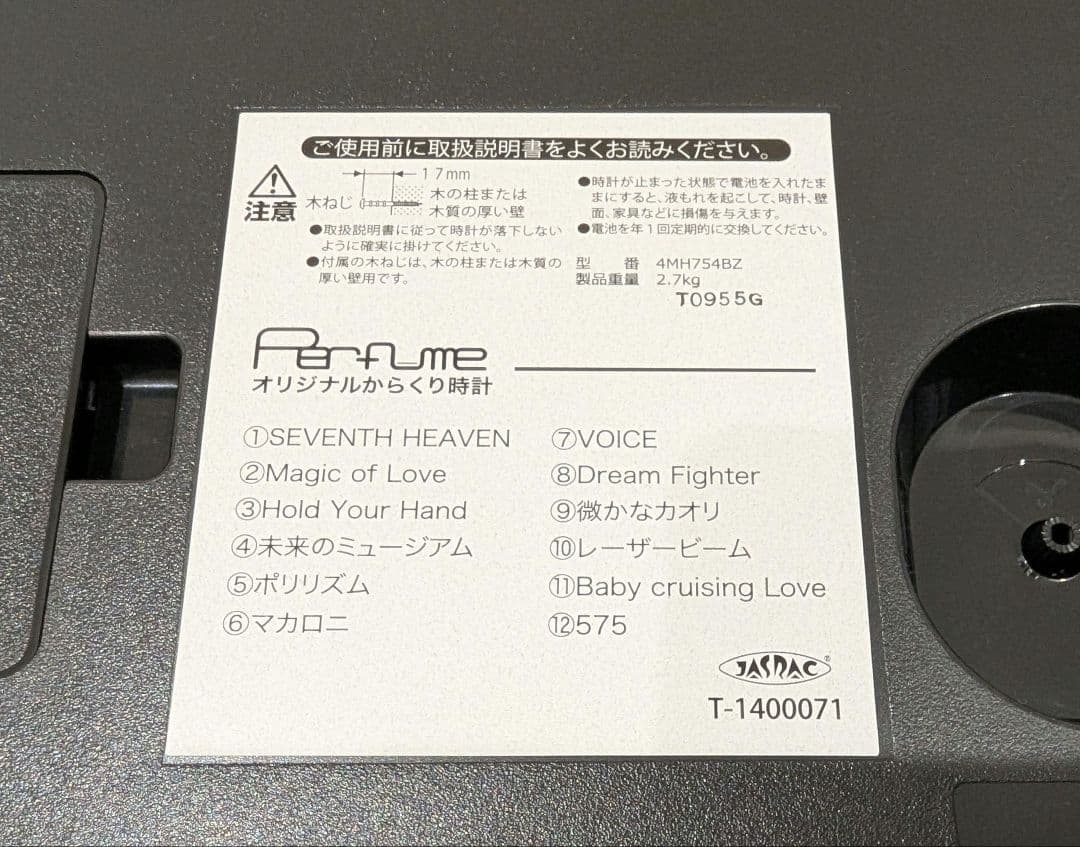 ご使用前に取扱説明書をよくお読みください。
注意
17mm
木ねじ
木の柱または
木質の厚い壁
●取扱説明書に従って時計が落下しない
ように確実に掛けてください。
●付属の木ねじは、木の柱または木質の
厚い壁用です。
●時計が止まった状態で電池を入れたま
まにすると、液もれを起こして、時計、壁
面、家具などに損傷を与えます。
●電池を年1回定期的に交換してください。
型　番　4MH754BZ
製品重量　2.7kg
T0955G
Perfume
オリジナルからくり時計
①SEVENTH HEAVEN
②Magic of Love
③Hold Your Hand
④未来のミュージアム
⑤ポリリズム
⑥マカロニ
⑦VOICE
⑧Dream Fighter
⑨微かなカオリ
⑩レーザービーム
⑪Baby cruising Love
⑫575
JASRAC®
T-1400071